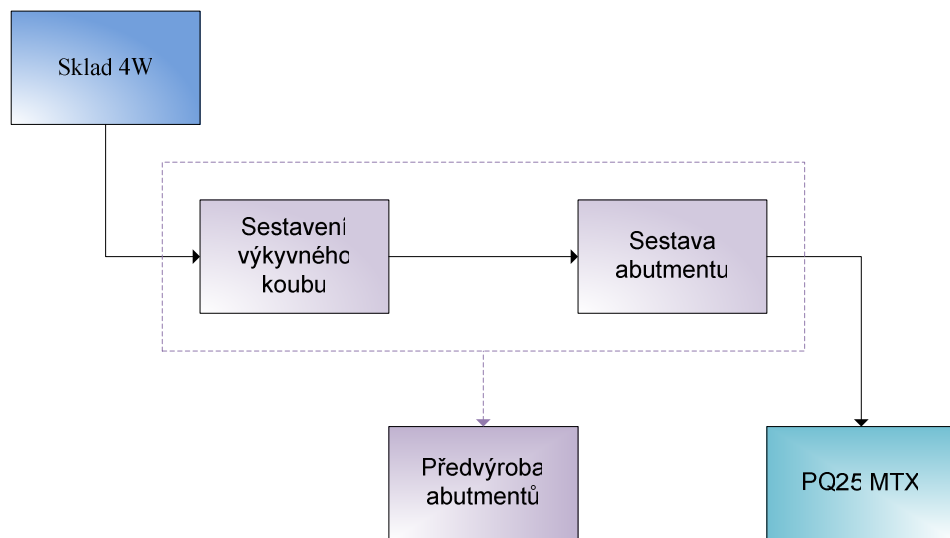 Sklad 4W
Sestavení
výkyvného
koubu
Sestava
abutmentu
Předvýroba
abutmentů
PQ25 MTX